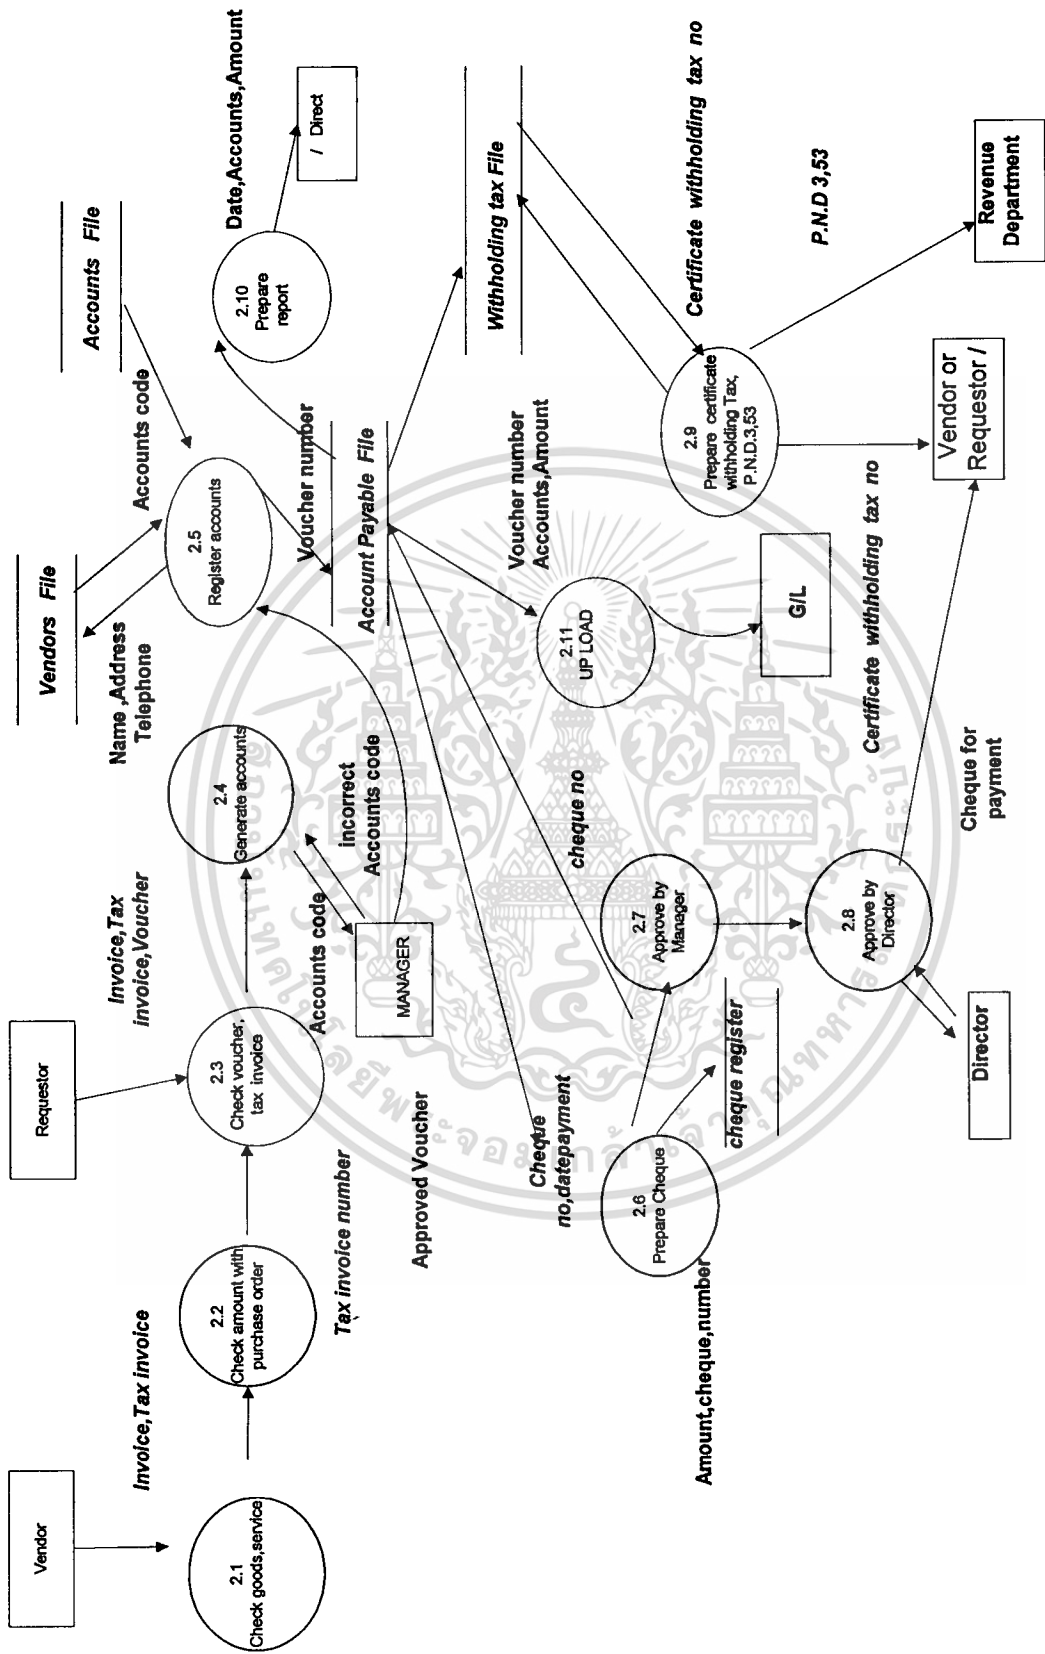 Vendor
Invoice,Tax invoice
2.1
Check goods,service
2.2
Check amount with
purchase order
Tax invoice number
Requestor
Invoice,Tax
invoice,Voucher
2.3
Check voucher,
tax invoice
2.4
Generate accounts
Accounts code
incorrect
Accounts code
MANAGER
Approved Voucher
Vendors File
Name ,Address
Telephone
Accounts File
Accounts code
2.5
Register accounts
Voucher number
Account Payable File
2.10
Prepare
report
Date,Accounts,Amount
/ Direct
Withholding tax File
Cheque
no,datepayment
cheque no
2.6
Prepare Cheque
Amount,cheque,number
cheque register
2.7
Approve by
Manager
2.8
Approve by
Director
Director
Cheque for
payment
2.11
UP LOAD
Voucher number
Accounts,Amount
G/L
2.9
Prepare certificate
withholding Tax,
P.N.D.3,53
Certificate withholding tax no
P.N.D 3,53
Certificate withholding tax no
Vendor or
Requestor /
Revenue
Department